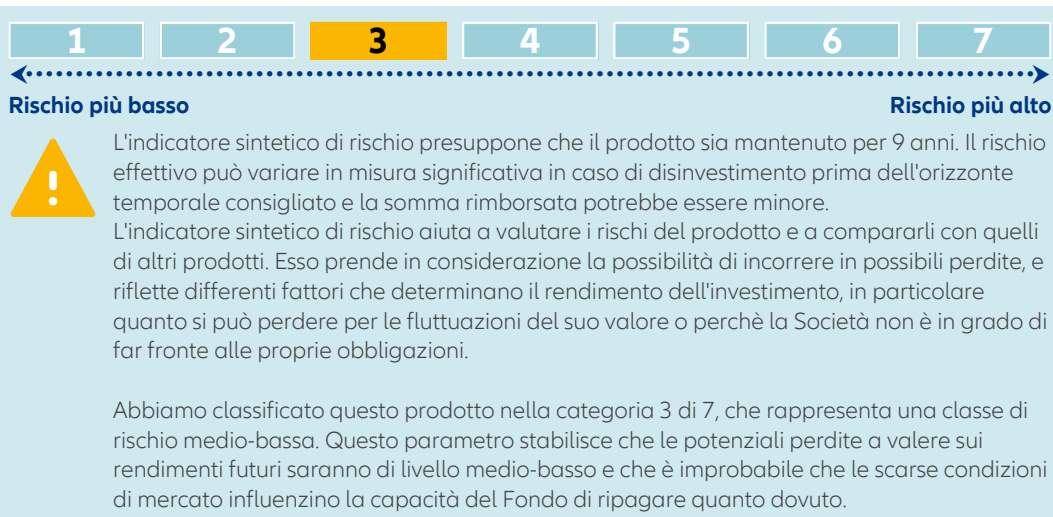 1 2 3 4 5 6 7
Rischio più basso Rischio più alto
L'indicatore sintetico di rischio presuppone che il prodotto sia mantenuto per 9 anni. Il rischio
effettivo può variare in misura significativa in caso di disinvestimento prima dell'orizzonte
temporale consigliato e la somma rimborsata potrebbe essere minore.
L'indicatore sintetico di rischio aiuta a valutare i rischi del prodotto e a compararli con quelli
di altri prodotti. Esso prende in considerazione la possibilità di incorrere in possibili perdite, e
riflette differenti fattori che determinano il rendimento dell'investimento, in particolare
quanto si può perdere per le fluttuazioni del suo valore o perchè la Società non è in grado di
far fronte alle proprie obbligazioni.
Abbiamo classificato questo prodotto nella categoria 3 di 7, che rappresenta una classe di
rischio medio-bassa. Questo parametro stabilisce che le potenziali perdite a valere sui
rendimenti futuri saranno di livello medio-basso e che è improbabile che le scarse condizioni
di mercato influenzino la capacità del Fondo di ripagare quanto dovuto.